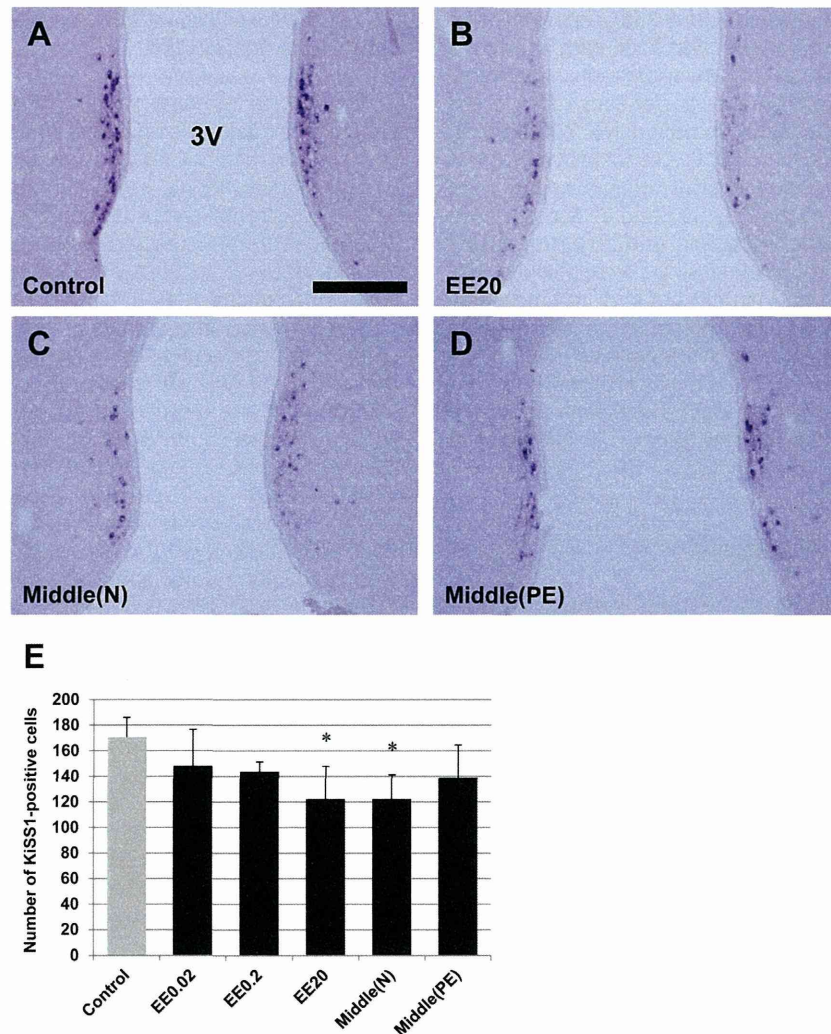 A
3V
Control
B
EE20
C
Middle(N)
D
Middle(PE)
E
Number of KiSS1-positive cells
200
180
160
140
120
100
80
60
40
20
0
*
*
Control
EE0.02
EE0.2
EE20
Middle(N)
Middle(PE)